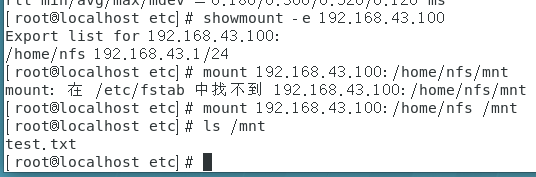 [root@localhost etc]# showmount -e 192.168.43.100
Export list for 192.168.43.100:
/home/nfs 192.168.43.1/24
[root@localhost etc]# mount 192.168.43.100:/home/nfs/mnt
mount: 在 /etc/fstab 中找不到 192.168.43.100:/home/nfs/mnt
[root@localhost etc]# mount 192.168.43.100:/home/nfs /mnt
[root@localhost etc]# ls /mnt
test.txt
[root@localhost etc]#